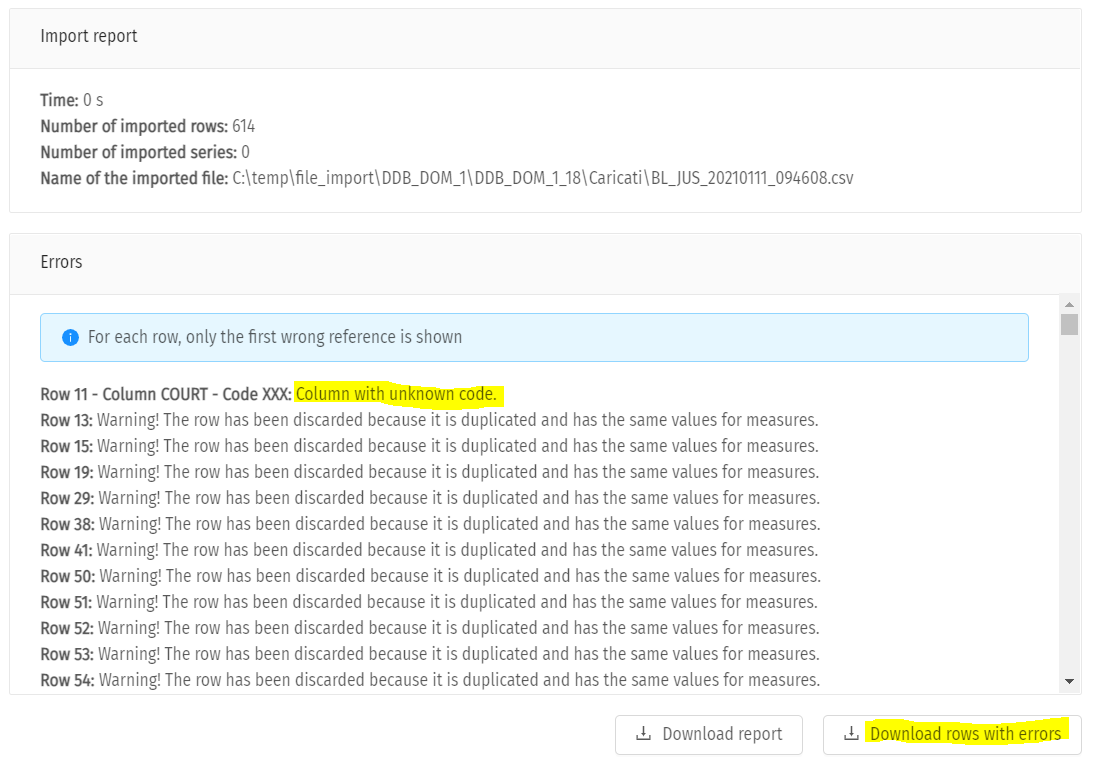 Import report
Time: 0 s
Number of imported rows: 614
Number of imported series: 0
Name of the imported file: C:\temp\file_import\DDB_DOM_1\DDB_DOM_1_18\Caricati\BL_JUS_20210111_094608.csv
Errors
For each row, only the first wrong reference is shown
Row 11 - Column COURT - Code XXX: Column with unknown code.
Row 13: Warning! The row has been discarded because it is duplicated and has the same values for measures.
Row 15: Warning! The row has been discarded because it is duplicated and has the same values for measures.
Row 19: Warning! The row has been discarded because it is duplicated and has the same values for measures.
Row 29: Warning! The row has been discarded because it is duplicated and has the same values for measures.
Row 38: Warning! The row has been discarded because it is duplicated and has the same values for measures.
Row 41: Warning! The row has been discarded because it is duplicated and has the same values for measures.
Row 50: Warning! The row has been discarded because it is duplicated and has the same values for measures.
Row 51: Warning! The row has been discarded because it is duplicated and has the same values for measures.
Row 52: Warning! The row has been discarded because it is duplicated and has the same values for measures.
Row 53: Warning! The row has been discarded because it is duplicated and has the same values for measures.
Row 54: Warning! The row has been discarded because it is duplicated and has the same values for measures.
Download report
Download rows with errors